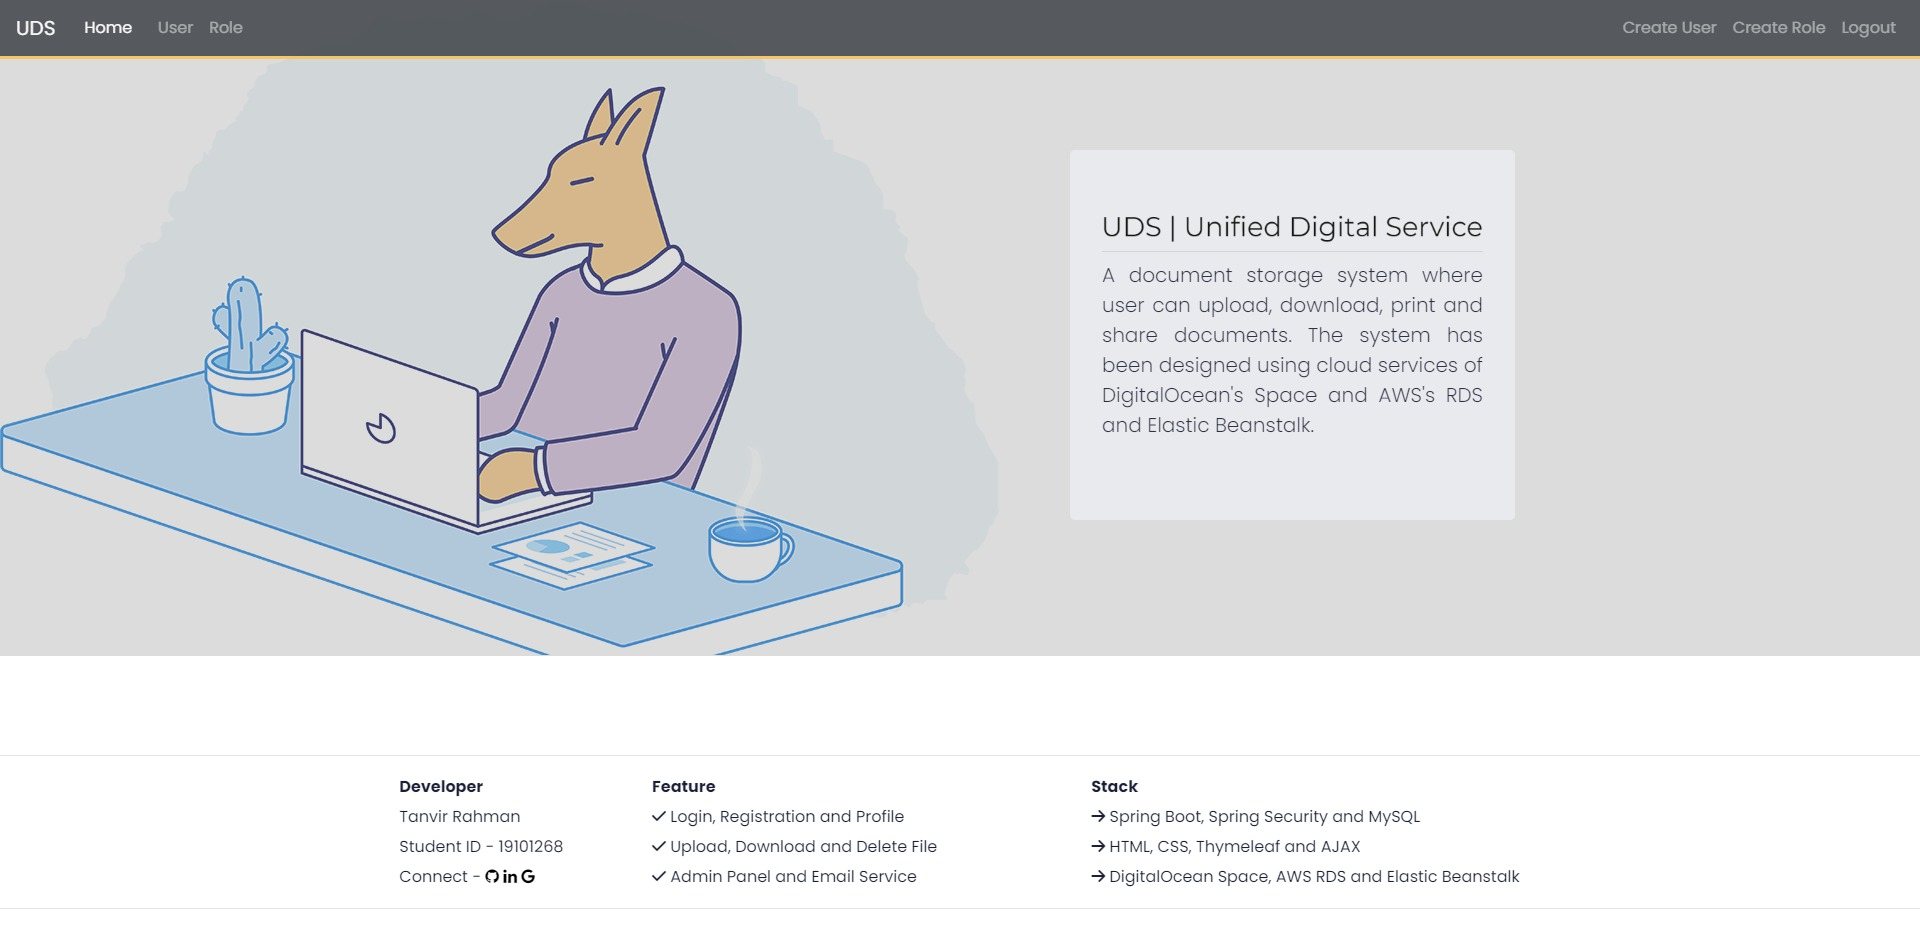 UDS Home User Role Create User Create Role Logout
UDS | Unified Digital Service
A document storage system where
user can upload, download, print and
share documents. The system has
been designed using cloud services of
DigitalOcean's Space and AWS's RDS
and Elastic Beanstalk.
Developer
Tanvir Rahman
Student ID - 19101268
Connect -
Feature
Login, Registration and Profile
Upload, Download and Delete File
Admin Panel and Email Service
Stack
Spring Boot, Spring Security and MySQL
HTML, CSS, Thymeleaf and AJAX
DigitalOcean Space, AWS RDS and Elastic Beanstalk